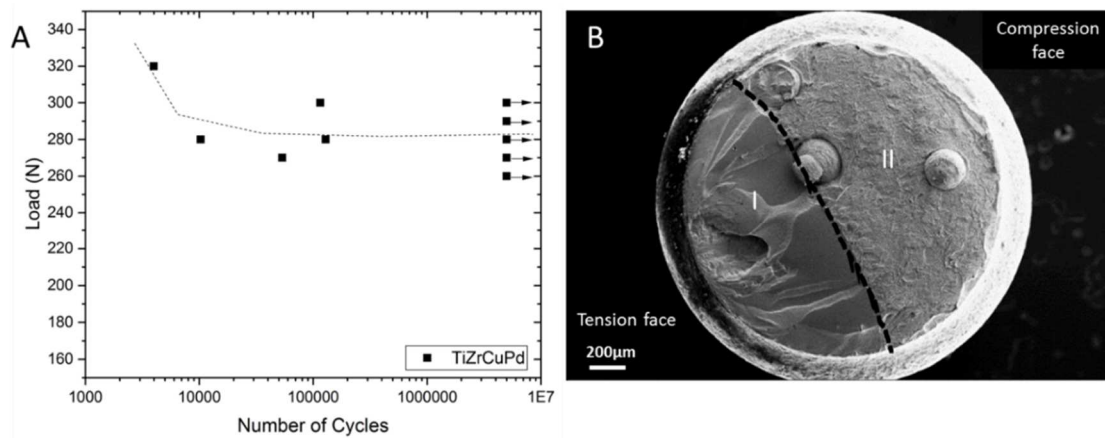 A
340
320
300
280
260
240
220
200
180
160
Load (N)
1000
10000
100000
1000000
1E7
Number of Cycles
TiZrCuPd
B
Compression
face
I
II
Tension face
200µm